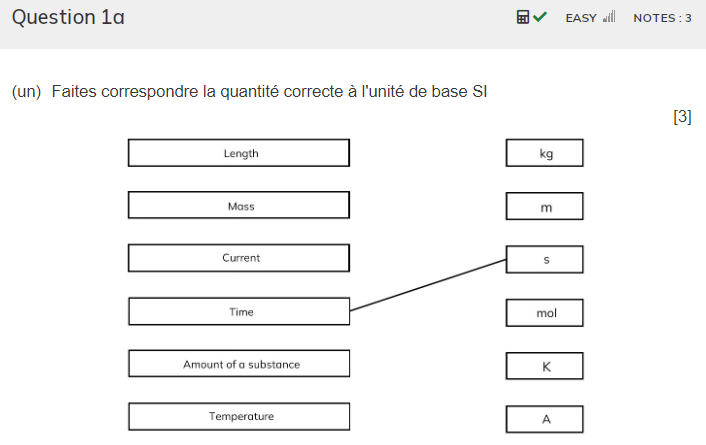 Question 1a
EASY
NOTES : 3
(un) Faites correspondre la quantité correcte à l'unité de base SI
[3]
Length
kg
Mass
m
Current
s
Time
mol
Amount of a substance
K
Temperature
A